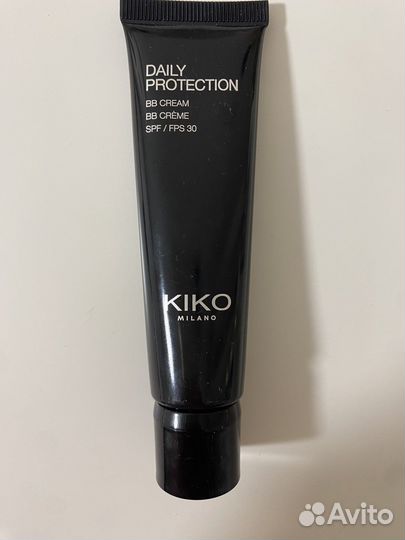 DAILY
PROTECTION
BB CREAM
BB CRÈME
SPF / FPS 30
KIKO
MILANO
Avito